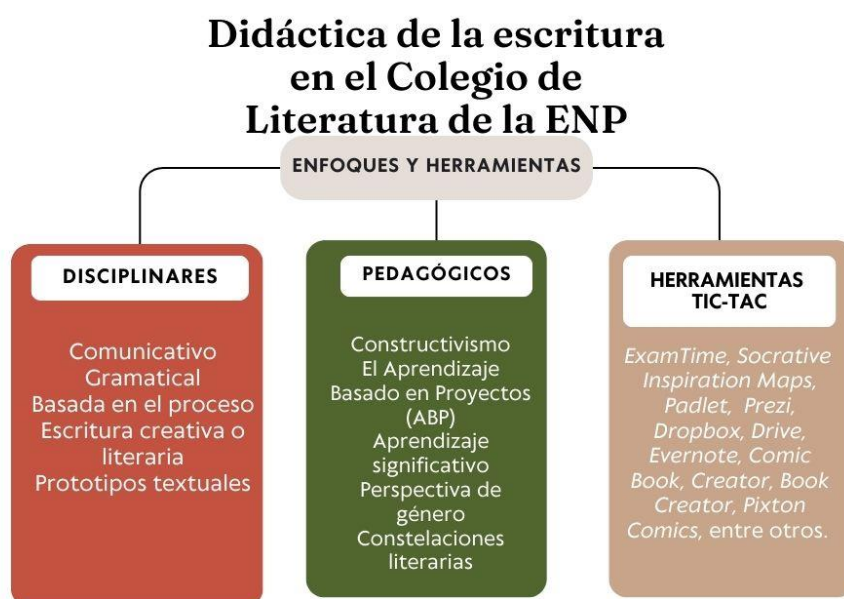 Didáctica de la escritura
en el Colegio de
Literatura de la ENP
ENFOQUES Y HERRAMIENTAS
DISCIPLINARES
Comunicativo
Gramatical
Basada en el proceso
Escritura creativa o
literaria
Prototipos textuales
PEDAGÓGICOS
Constructivismo
El Aprendizaje
Basado en Proyectos
(ABP)
Aprendizaje
significativo
Perspectiva de
género
Constelaciones
literarias
HERRAMIENTAS
TIC-TAC
ExamTime, Socrative
Inspiration Maps,
Padlet, Prezi,
Dropbox, Drive,
Evernote, Comic
Book, Creator, Book
Creator, Pixton
Comics, entre otros.